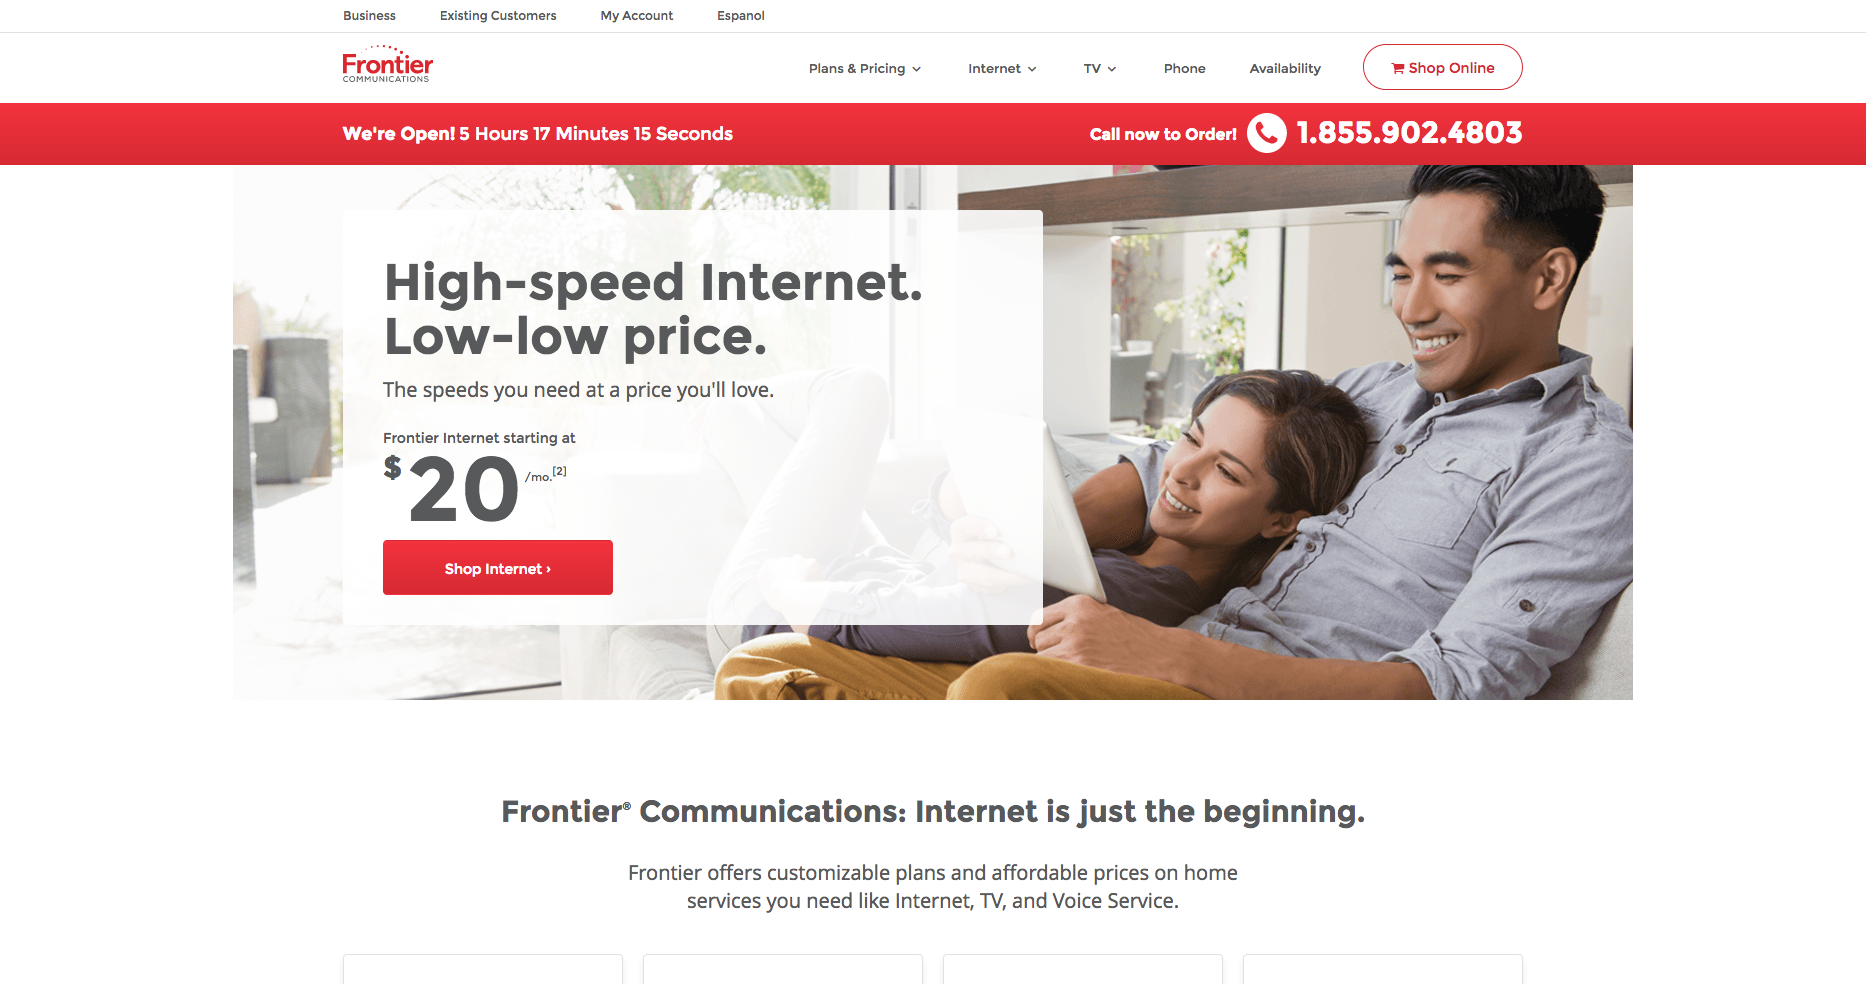 Business Existing Customers My Account Espanol
Frontier
COMMUNICATIONS
Plans & Pricing Internet TV Phone Availability Shop Online
We're Open! 5 Hours 17 Minutes 15 Seconds
Call now to Order! 1.855.902.4803
High-speed Internet.
Low-low price.
The speeds you need at a price you'll love.
Frontier Internet starting at
$20/mo.[2]
Shop Internet ›
Frontier® Communications: Internet is just the beginning.
Frontier offers customizable plans and affordable prices on home
services you need like Internet, TV, and Voice Service.